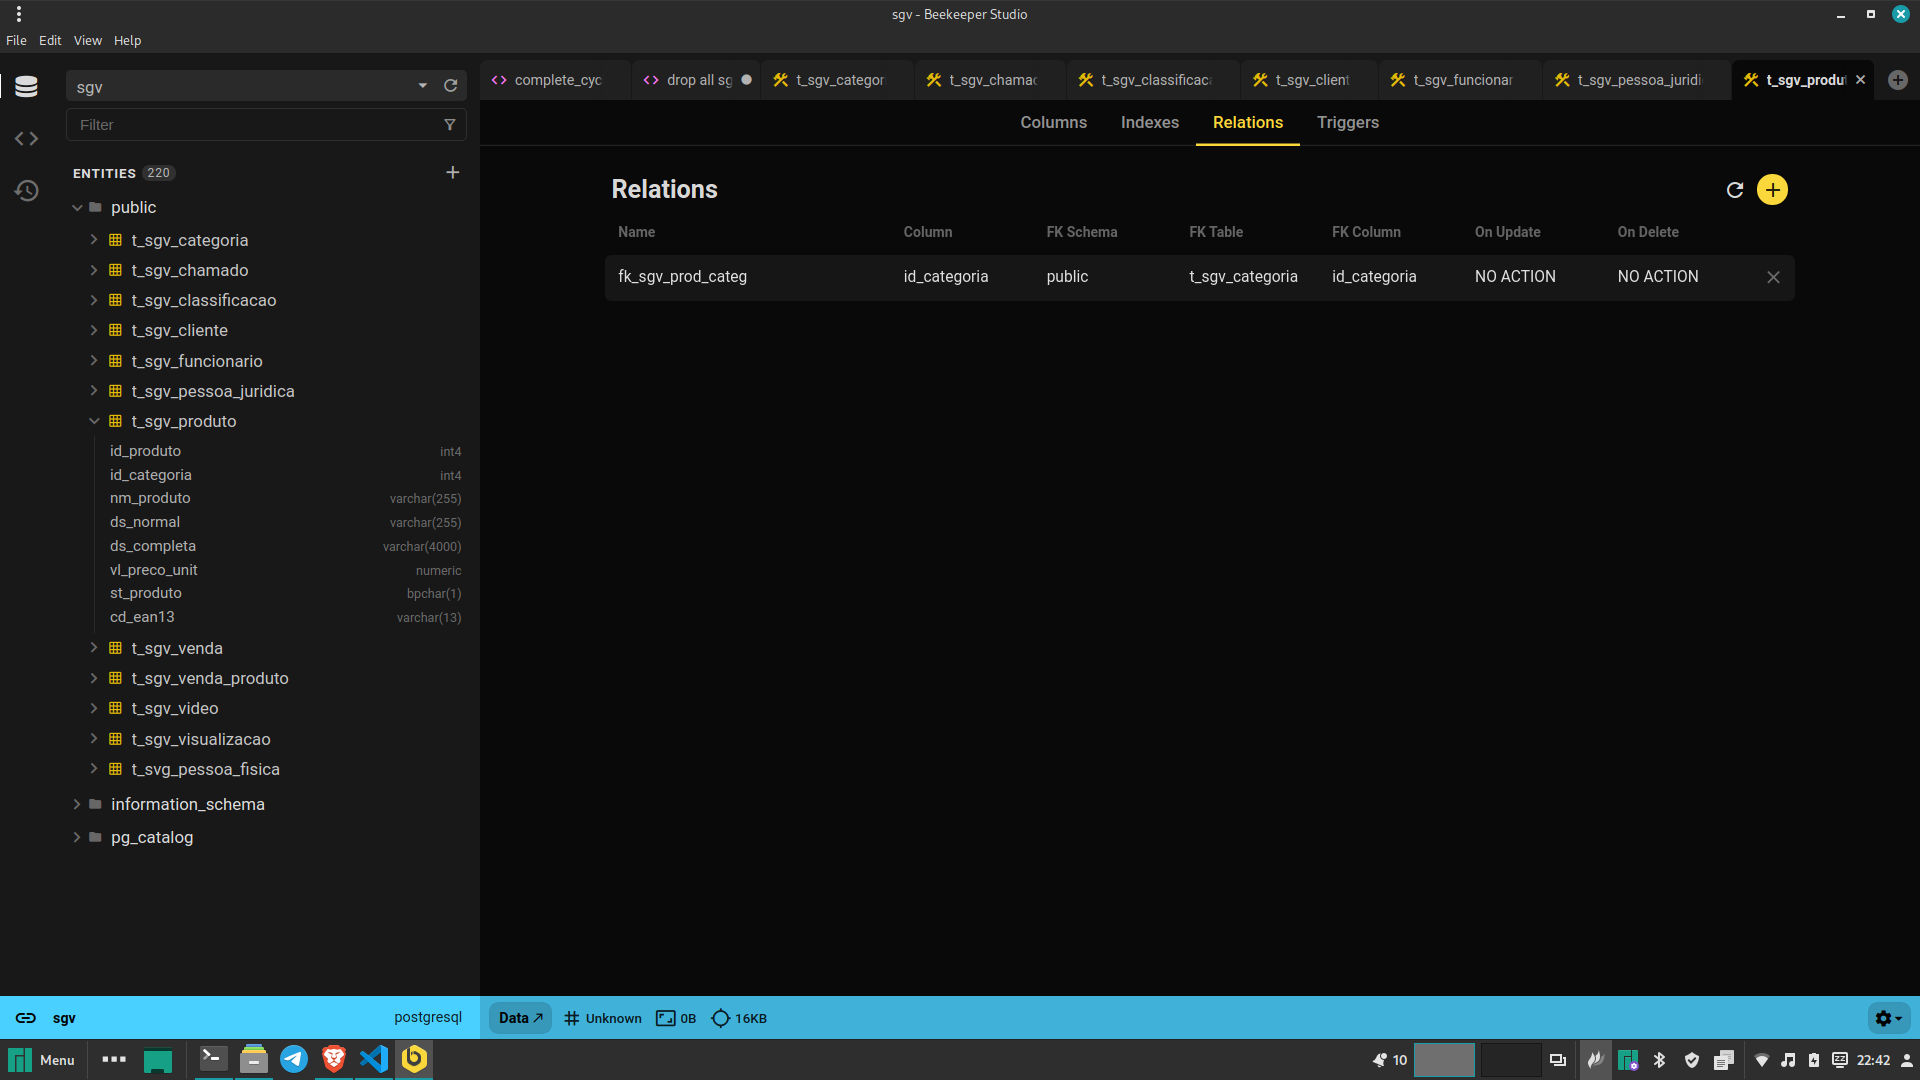 sgv - Beekeeper Studio
File Edit View Help
sgv
Filter
ENTITIES 220
public
t_sgv_categoria
t_sgv_chamado
t_sgv_classificacao
t_sgv_cliente
t_sgv_funcionario
t_sgv_pessoa_juridica
t_sgv_produto
id_produto int4
id_categoria int4
nm_produto varchar(255)
ds_normal varchar(255)
ds_completa varchar(4000)
vl_preco_unit numeric
st_produto bpchar(1)
cd_ean13 varchar(13)
t_sgv_venda
t_sgv_venda_produto
t_sgv_video
t_sgv_visualizacao
t_svg_pessoa_fisica
information_schema
pg_catalog
complete_cyc drop all sg t_sgv_categor t_sgv_chamad t_sgv_classificac t_sgv_client t_sgv_funcionar t_sgv_pessoa_juridi t_sgv_produt
Columns Indexes Relations Triggers
Relations
Name Column FK Schema FK Table FK Column On Update On Delete
fk_sgv_prod_categ id_categoria public t_sgv_categoria id_categoria NO ACTION NO ACTION
sgv postgresql Data Unknown 0B 16KB
Menu 10 22:42